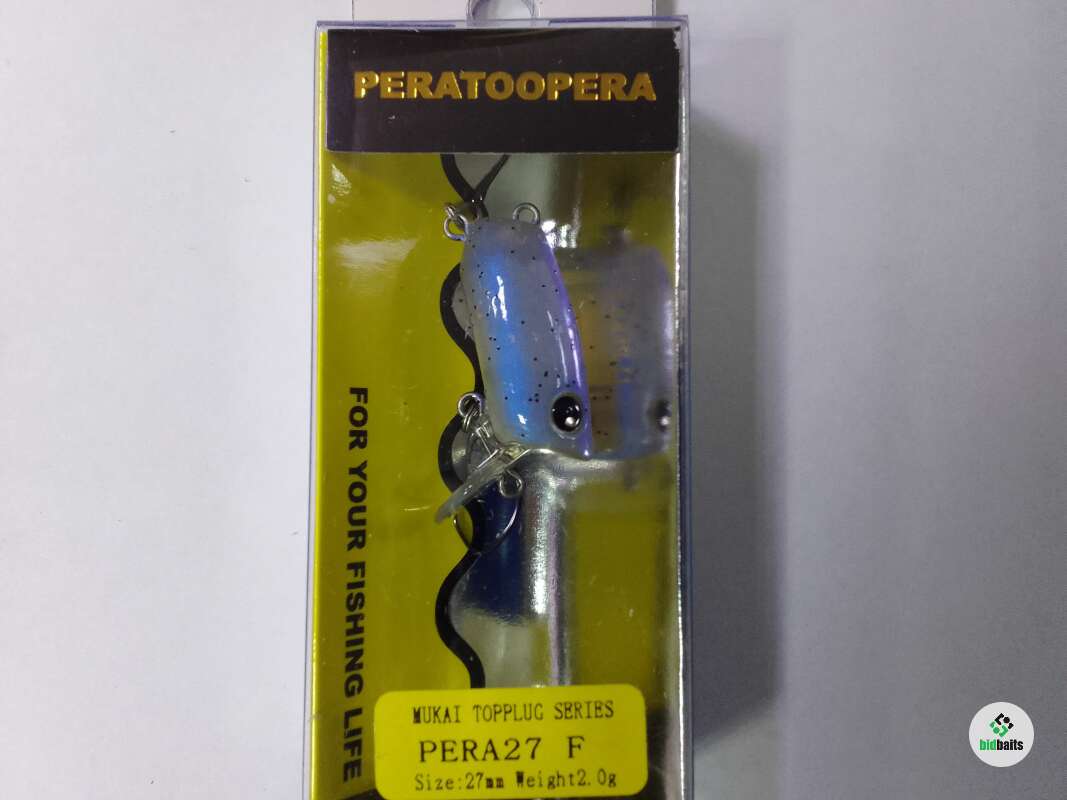 PERATOOPERA
FOR YOUR FISHING LIFE
MUKAI TOPPLUG SERIES
PERA27 F
Size:27mm Weight2.0g
bidbaits